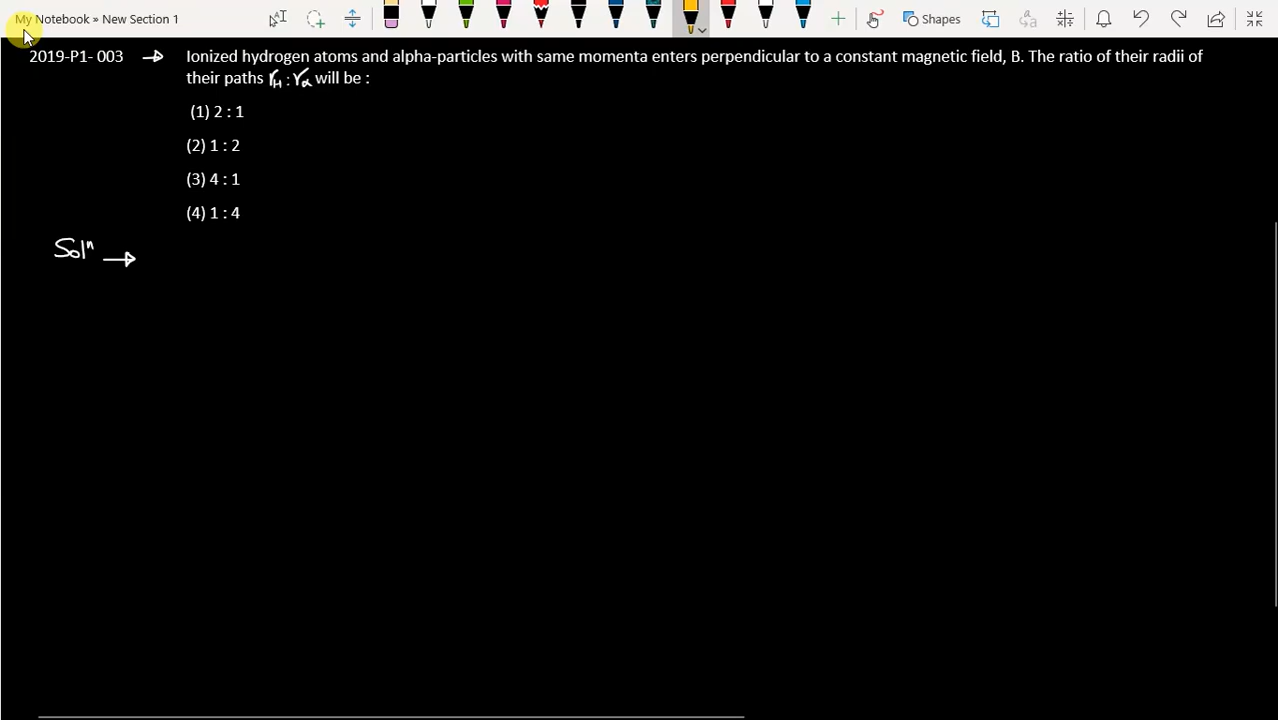 My Notebook » New Section 1
Shapes
2019-P1- 003 → Ionized hydrogen atoms and alpha-particles with same momenta enters perpendicular to a constant magnetic field, B. The ratio of their radii of
their paths r_H : r_α will be :
(1) 2 : 1
(2) 1 : 2
(3) 4 : 1
(4) 1 : 4
Solⁿ →